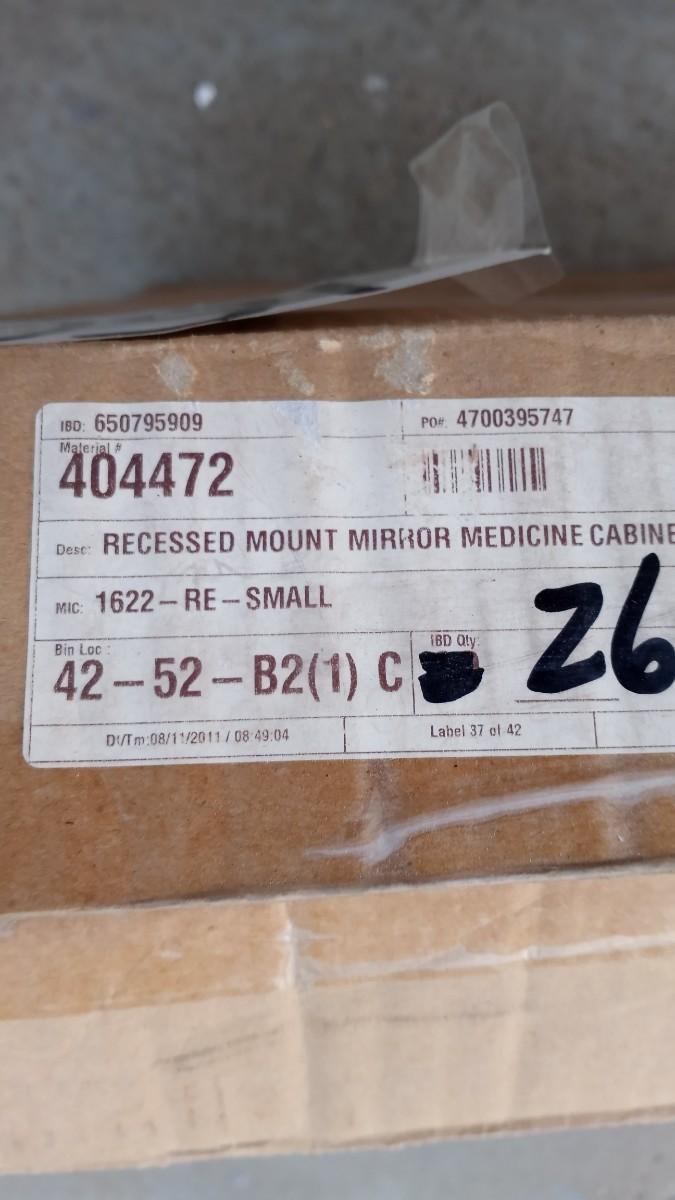 IBD: 650795909
PO#: 4700395747
Material #
404472
Desc: RECESSED MOUNT MIRROR MEDICINE CABINE
MIC: 1622-RE-SMALL
Bin Loc :
42-52-B2(1) C
IBD Qty:
26
Dt/Tm:08/11/2011 / 08:49:04
Label 37 of 42